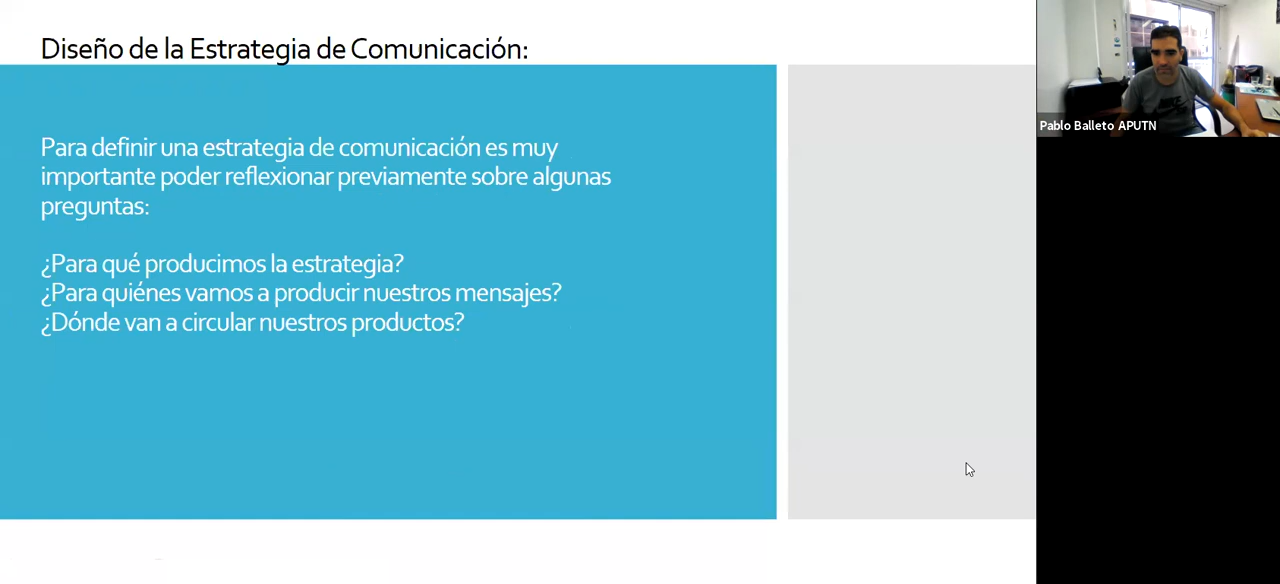 Diseño de la Estrategia de Comunicación:
Para definir una estrategia de comunicación es muy
importante poder reflexionar previamente sobre algunas
preguntas:
¿Para qué producimos la estrategia?
¿Para quiénes vamos a producir nuestros mensajes?
¿Dónde van a circular nuestros productos?
Pablo Balleto APUTN